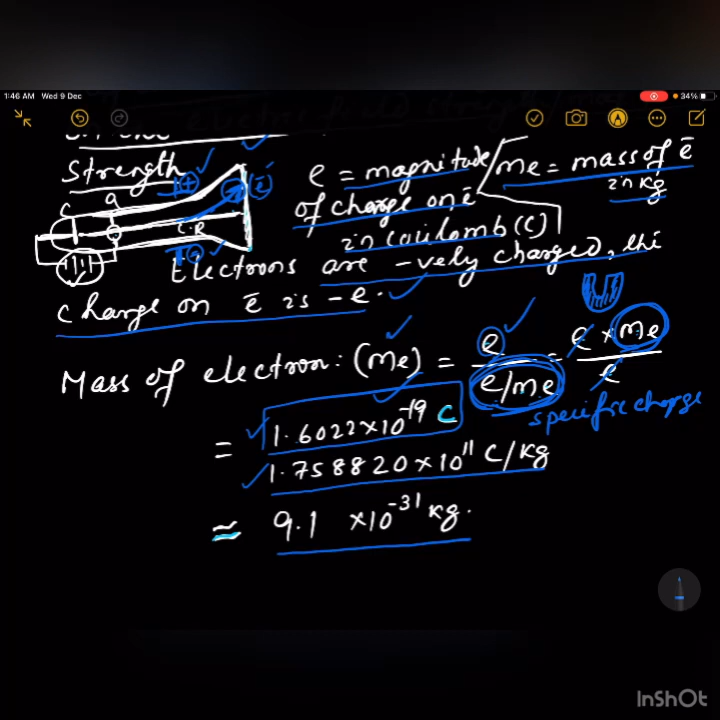 1:46 AM Wed 9 Dec
34%
Strength
e = magnitude / me = mass of ē
in kg
of charge on ē
in Coulomb (C)
+
(ē)
C
a
C.R
Electrons are -vely charged, the
charge on ē is -e.
Mass of electron: (me) = e / e/me = e × me / e
specific charge
= 1.6022×10⁻¹⁹ C
1.758820×10¹¹ C/kg
≈ 9.1 ×10⁻³¹ kg.
InShOt